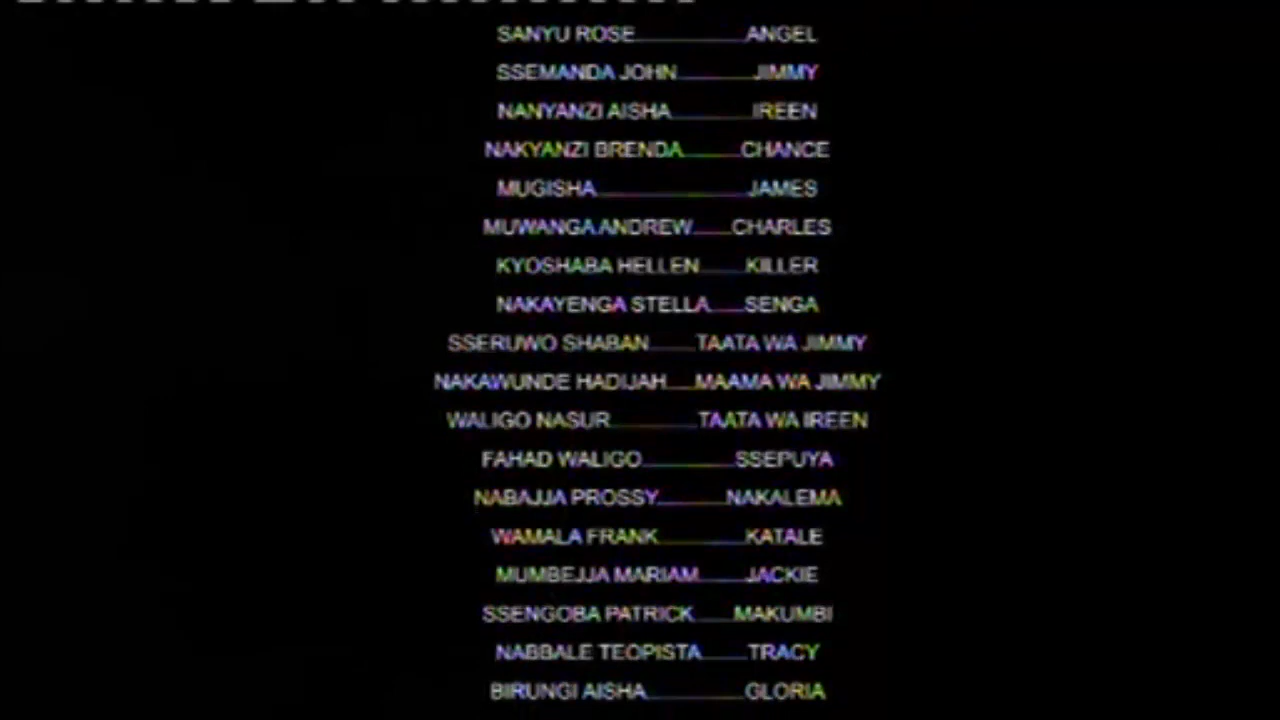 SANYU ROSE ANGEL
SSEMANDA JOHN JIMMY
NANYANZI AISHA IREEN
NAKYANZI BRENDA CHANCE
MUGISHA JAMES
MUWANGA ANDREW CHARLES
KYOSHABA HELLEN KILLER
NAKAYENGA STELLA SENGA
SSERUWO SHABAN TAATA WA JIMMY
NAKAWUNDE HADIJAH MAAMA WA JIMMY
WALIGO NASUR TAATA WA IREEN
FAHAD WALIGO SSEPUYA
NABAJJA PROSSY NAKALEMA
WAMALA FRANK KATALE
MUMBEJJA MARIAM JACKIE
SSENGOBA PATRICK MAKUMBI
NABBALE TEOPISTA TRACY
BIRUNGI AISHA GLORIA